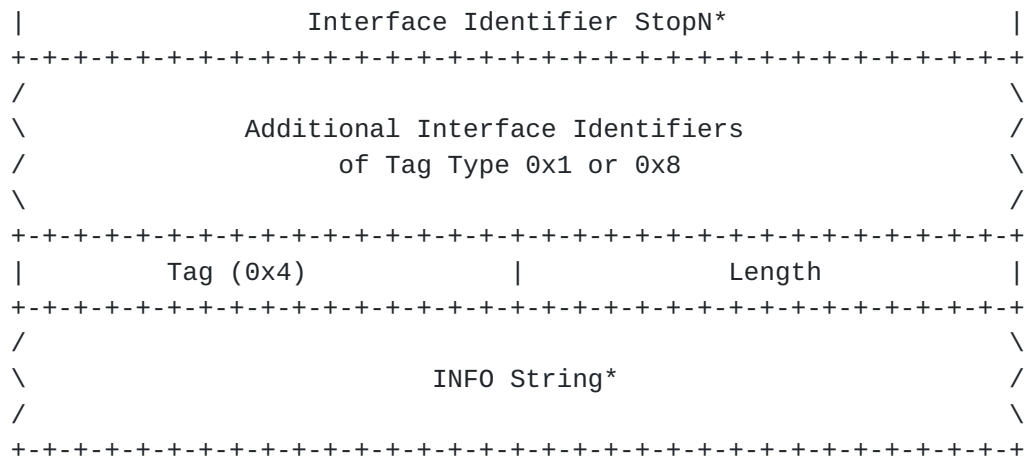 |                  Interface Identifier StopN*                  |
+-+-+-+-+-+-+-+-+-+-+-+-+-+-+-+-+-+-+-+-+-+-+-+-+-+-+-+-+-+-+-+-+
/                                                               \
\              Additional Interface Identifiers                 /
/                    of Tag Type 0x1 or 0x8                     \
\                                                               /
+-+-+-+-+-+-+-+-+-+-+-+-+-+-+-+-+-+-+-+-+-+-+-+-+-+-+-+-+-+-+-+-+
|         Tag (0x4)             |             Length            |
+-+-+-+-+-+-+-+-+-+-+-+-+-+-+-+-+-+-+-+-+-+-+-+-+-+-+-+-+-+-+-+-+
/                                                               \
\                          INFO String*                         /
/                                                               \
+-+-+-+-+-+-+-+-+-+-+-+-+-+-+-+-+-+-+-+-+-+-+-+-+-+-+-+-+-+-+-+-+